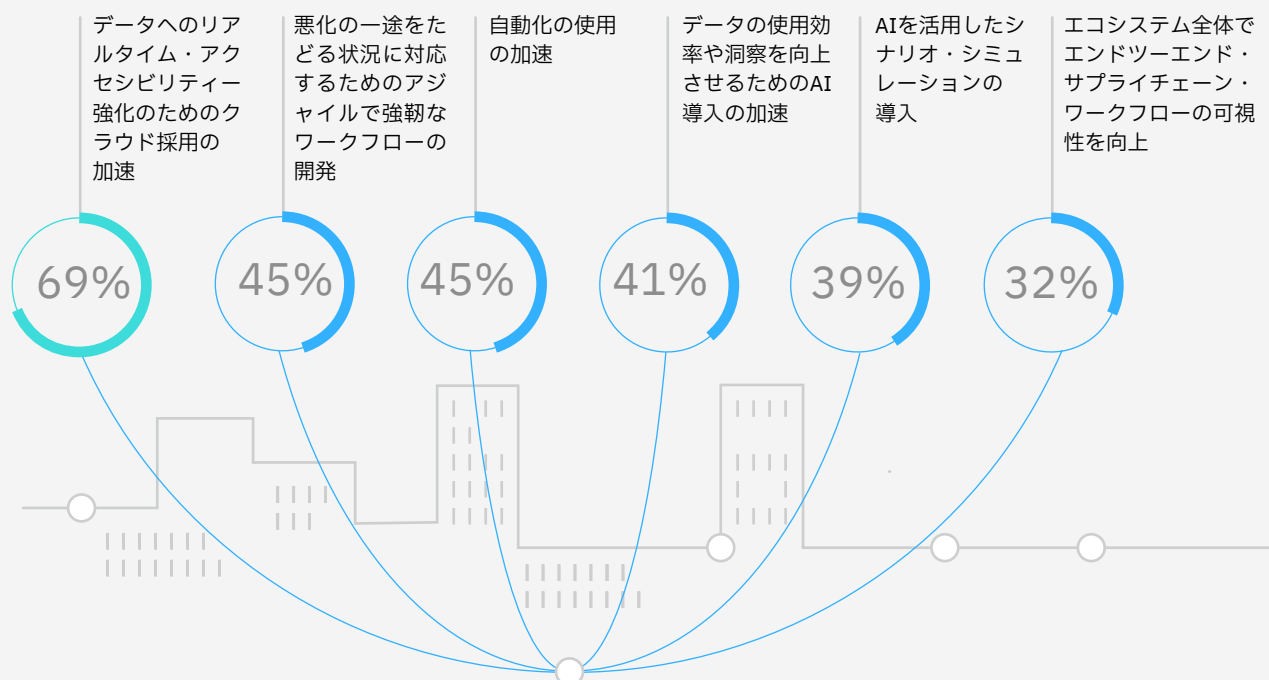 データへのリア
ルタイム・アク
セシビリティー
強化のためのク
ラウド採用の
加速
69%
悪化の一途をた
どる状況に対応
するためのアジ
ャイルで強靭な
ワークフローの
開発
45%
自動化の使用
の加速
45%
データの使用効
率や洞察を向上
させるためのAI
導入の加速
41%
AIを活用したシ
ナリオ・シミュ
レーションの
導入
39%
エコシステム全体で
エンドツーエンド・
サプライチェーン・
ワークフローの可視
性を向上
32%